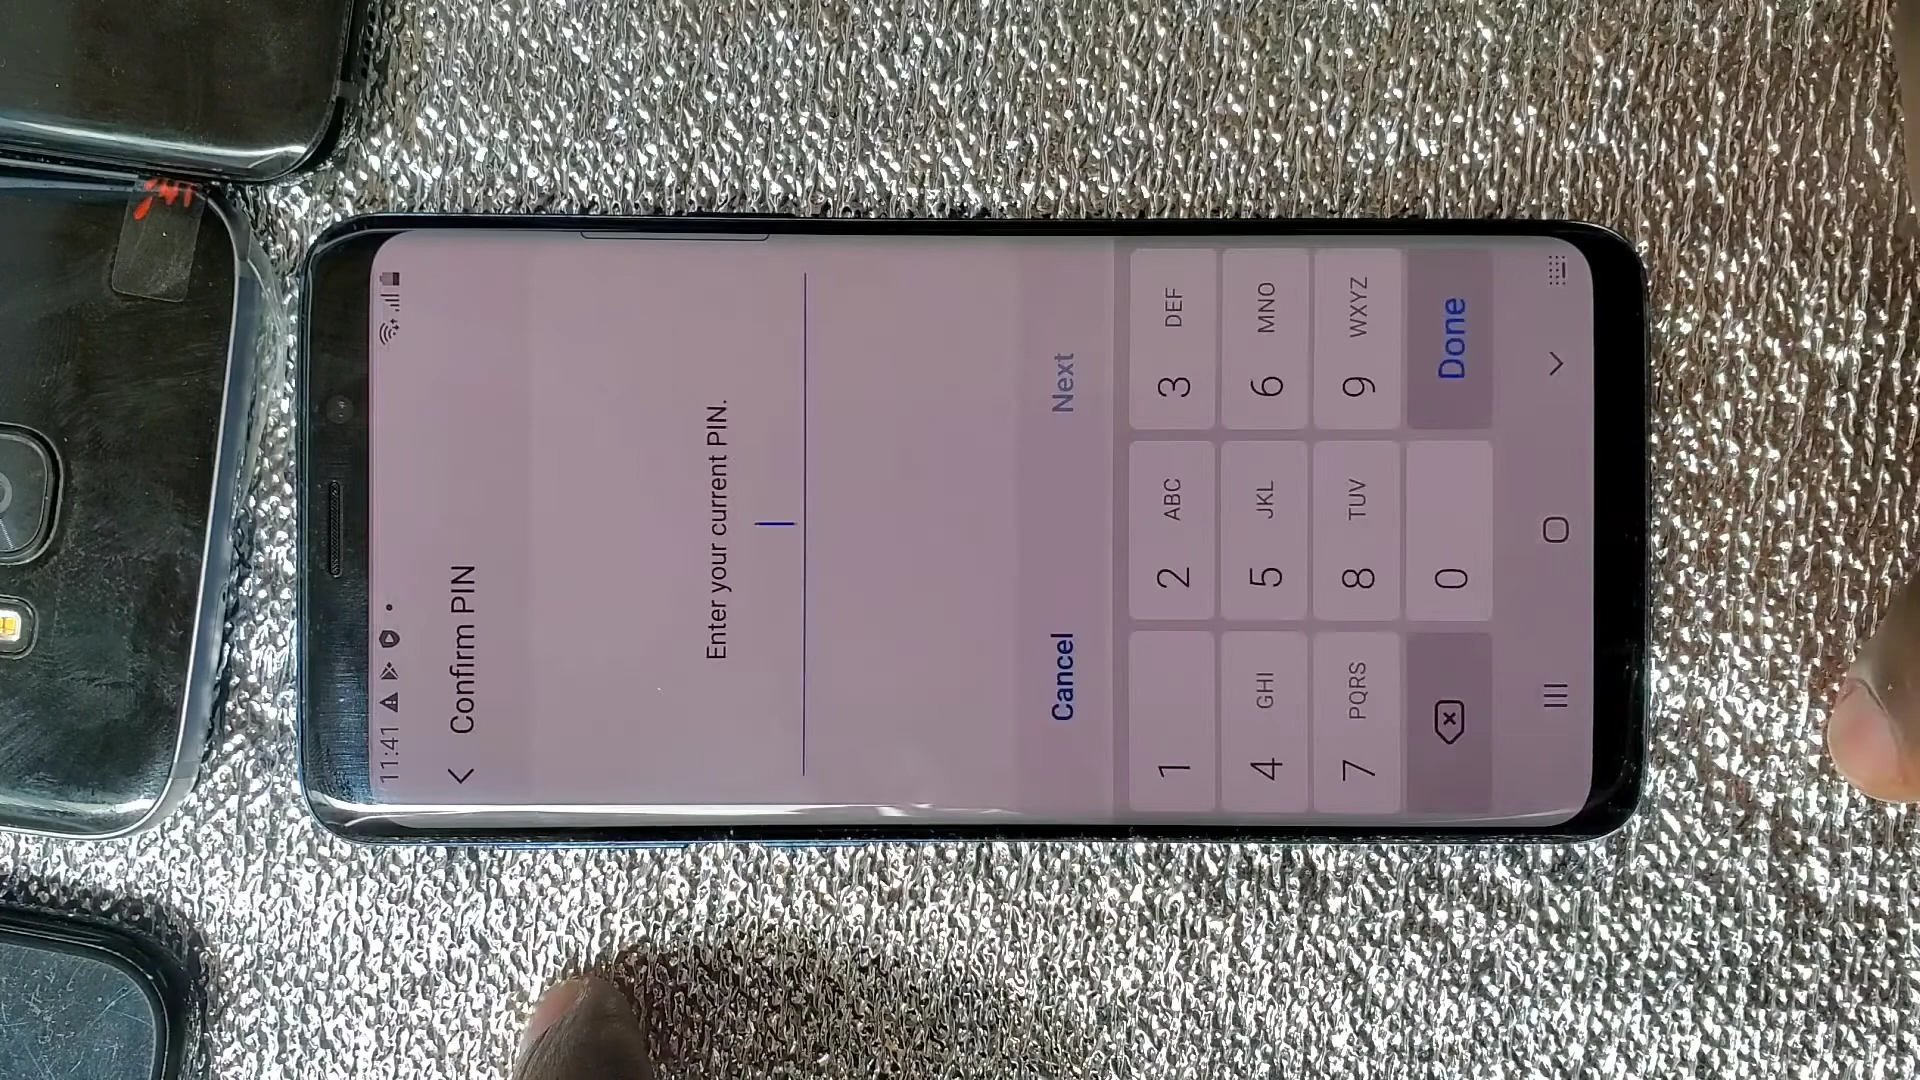 11:41
Confirm PIN
Enter your current PIN.
Cancel Next
1 2 ABC 3 DEF
4 GHI 5 JKL 6 MNO
7 PQRS 8 TUV 9 WXYZ
0 Done